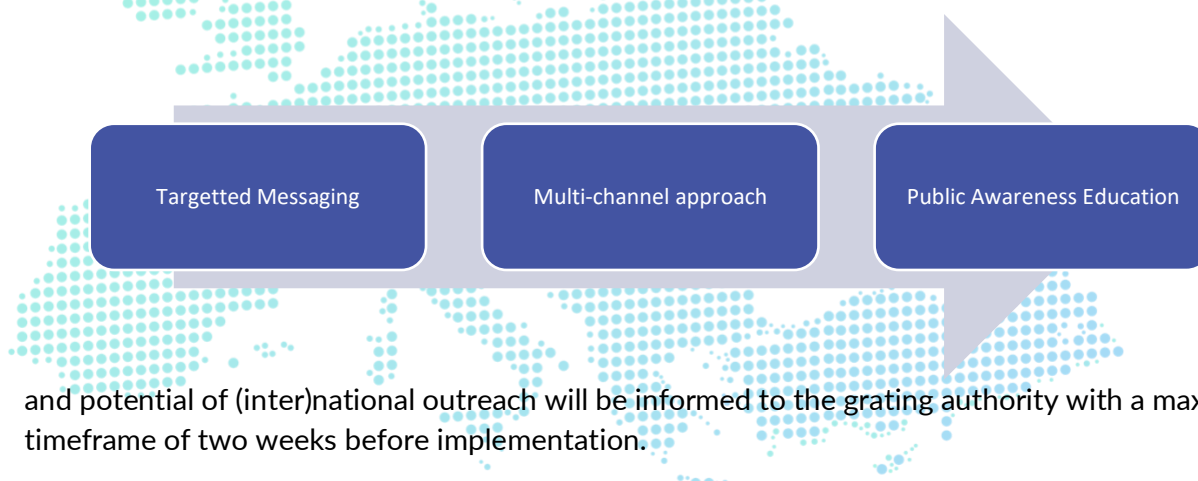 Targetted Messaging
Multi-channel approach
Public Awareness Education
and potential of (inter)national outreach will be informed to the grating authority with a max
timeframe of two weeks before implementation.